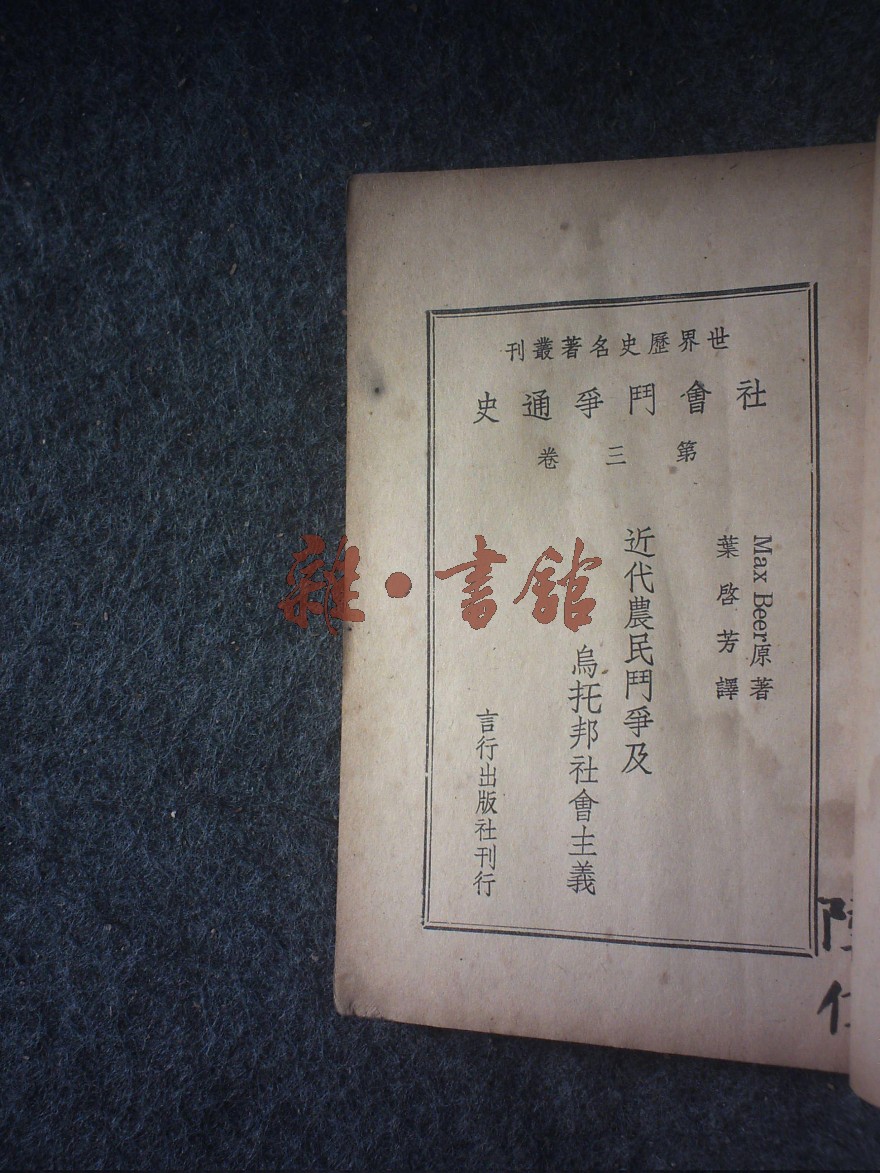 世界歷史名著叢刊
社會鬥爭通史
第三卷
Max Beer原著
葉啓芳譯
近代農民鬥爭及
烏托邦社會主義
言行出版社刊行
雜·書館